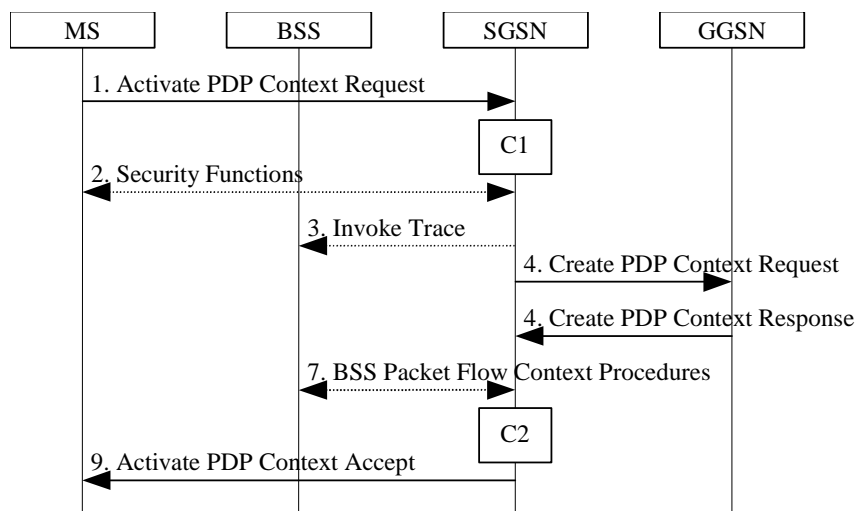 MS
BSS
SGSN
GGSN
1. Activate PDP Context Request
C1
2. Security Functions
3. Invoke Trace
4. Create PDP Context Request
4. Create PDP Context Response
7. BSS Packet Flow Context Procedures
C2
9. Activate PDP Context Accept